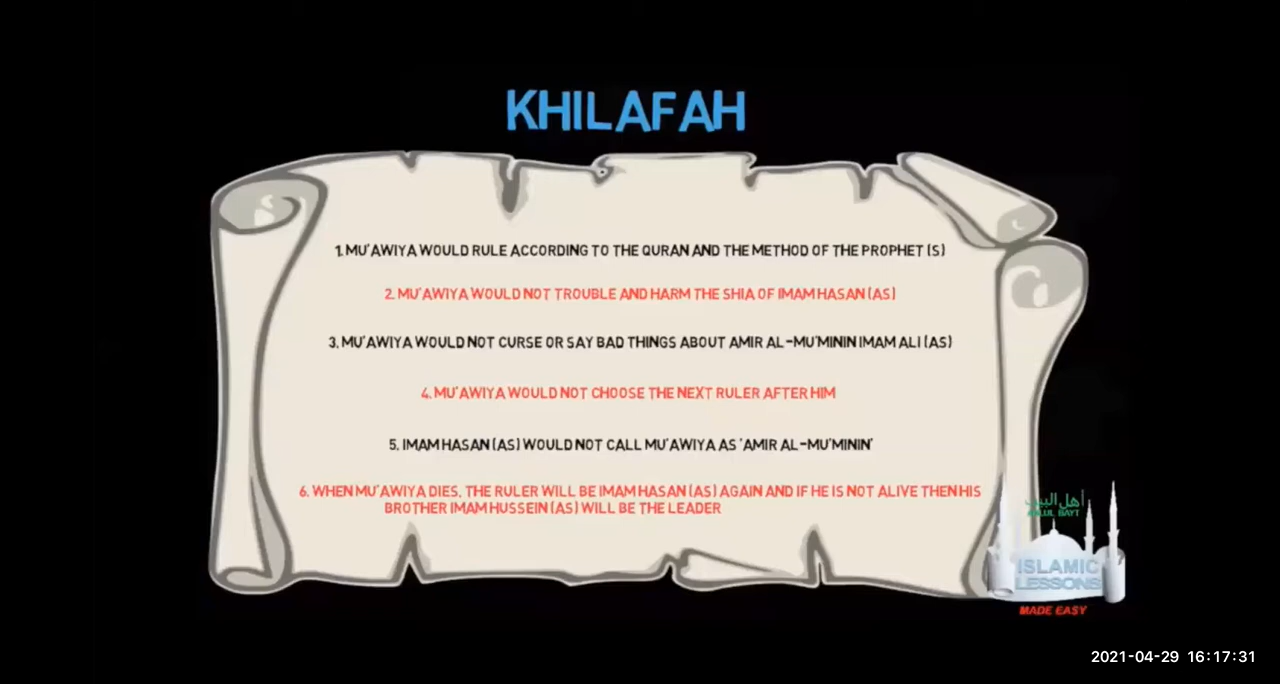 KHILAFAH
1. MU'AWIYA WOULD RULE ACCORDING TO THE QURAN AND THE METHOD OF THE PROPHET (S)
2. MU'AWIYA WOULD NOT TROUBLE AND HARM THE SHIA OF IMAM HASAN (AS)
3. MU'AWIYA WOULD NOT CURSE OR SAY BAD THINGS ABOUT AMIR AL-MU'MININ IMAM ALI (AS)
4. MU'AWIYA WOULD NOT CHOOSE THE NEXT RULER AFTER HIM
5. IMAM HASAN (AS) WOULD NOT CALL MU'AWIYA AS 'AMIR AL-MU'MININ'
6. WHEN MU'AWIYA DIES, THE RULER WILL BE IMAM HASAN (AS) AGAIN AND IF HE IS NOT ALIVE THEN HIS
BROTHER IMAM HUSSEIN (AS) WILL BE THE LEADER
أهل البيت
AHLUL BAYT
ISLAMIC
LESSONS
MADE EASY
2021-04-29 16:17:31